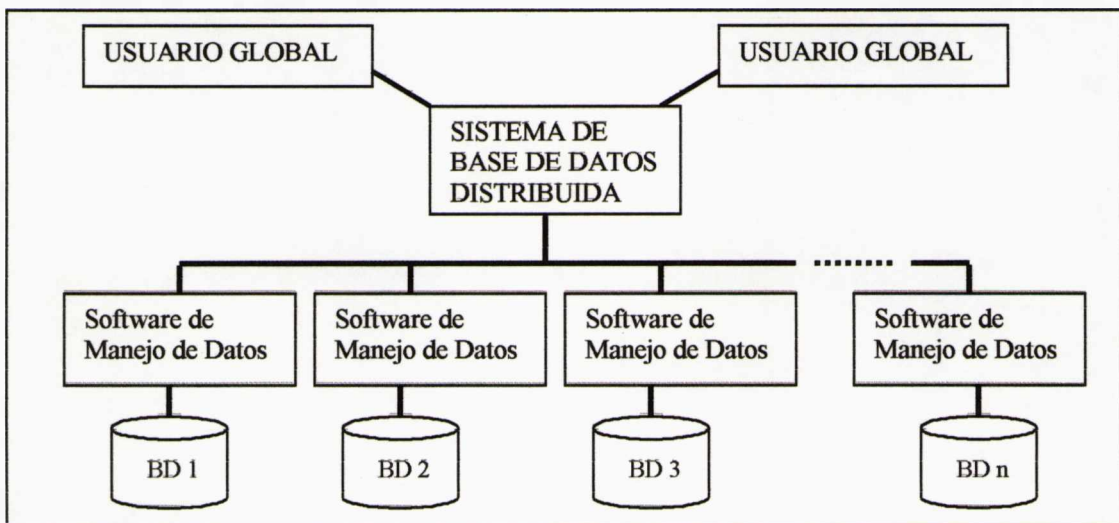 USUARIO GLOBAL
USUARIO GLOBAL
SISTEMA DE
BASE DE DATOS
DISTRIBUIDA
Software de
Manejo de Datos
Software de
Manejo de Datos
Software de
Manejo de Datos
Software de
Manejo de Datos
BD 1
BD 2
BD 3
BD n